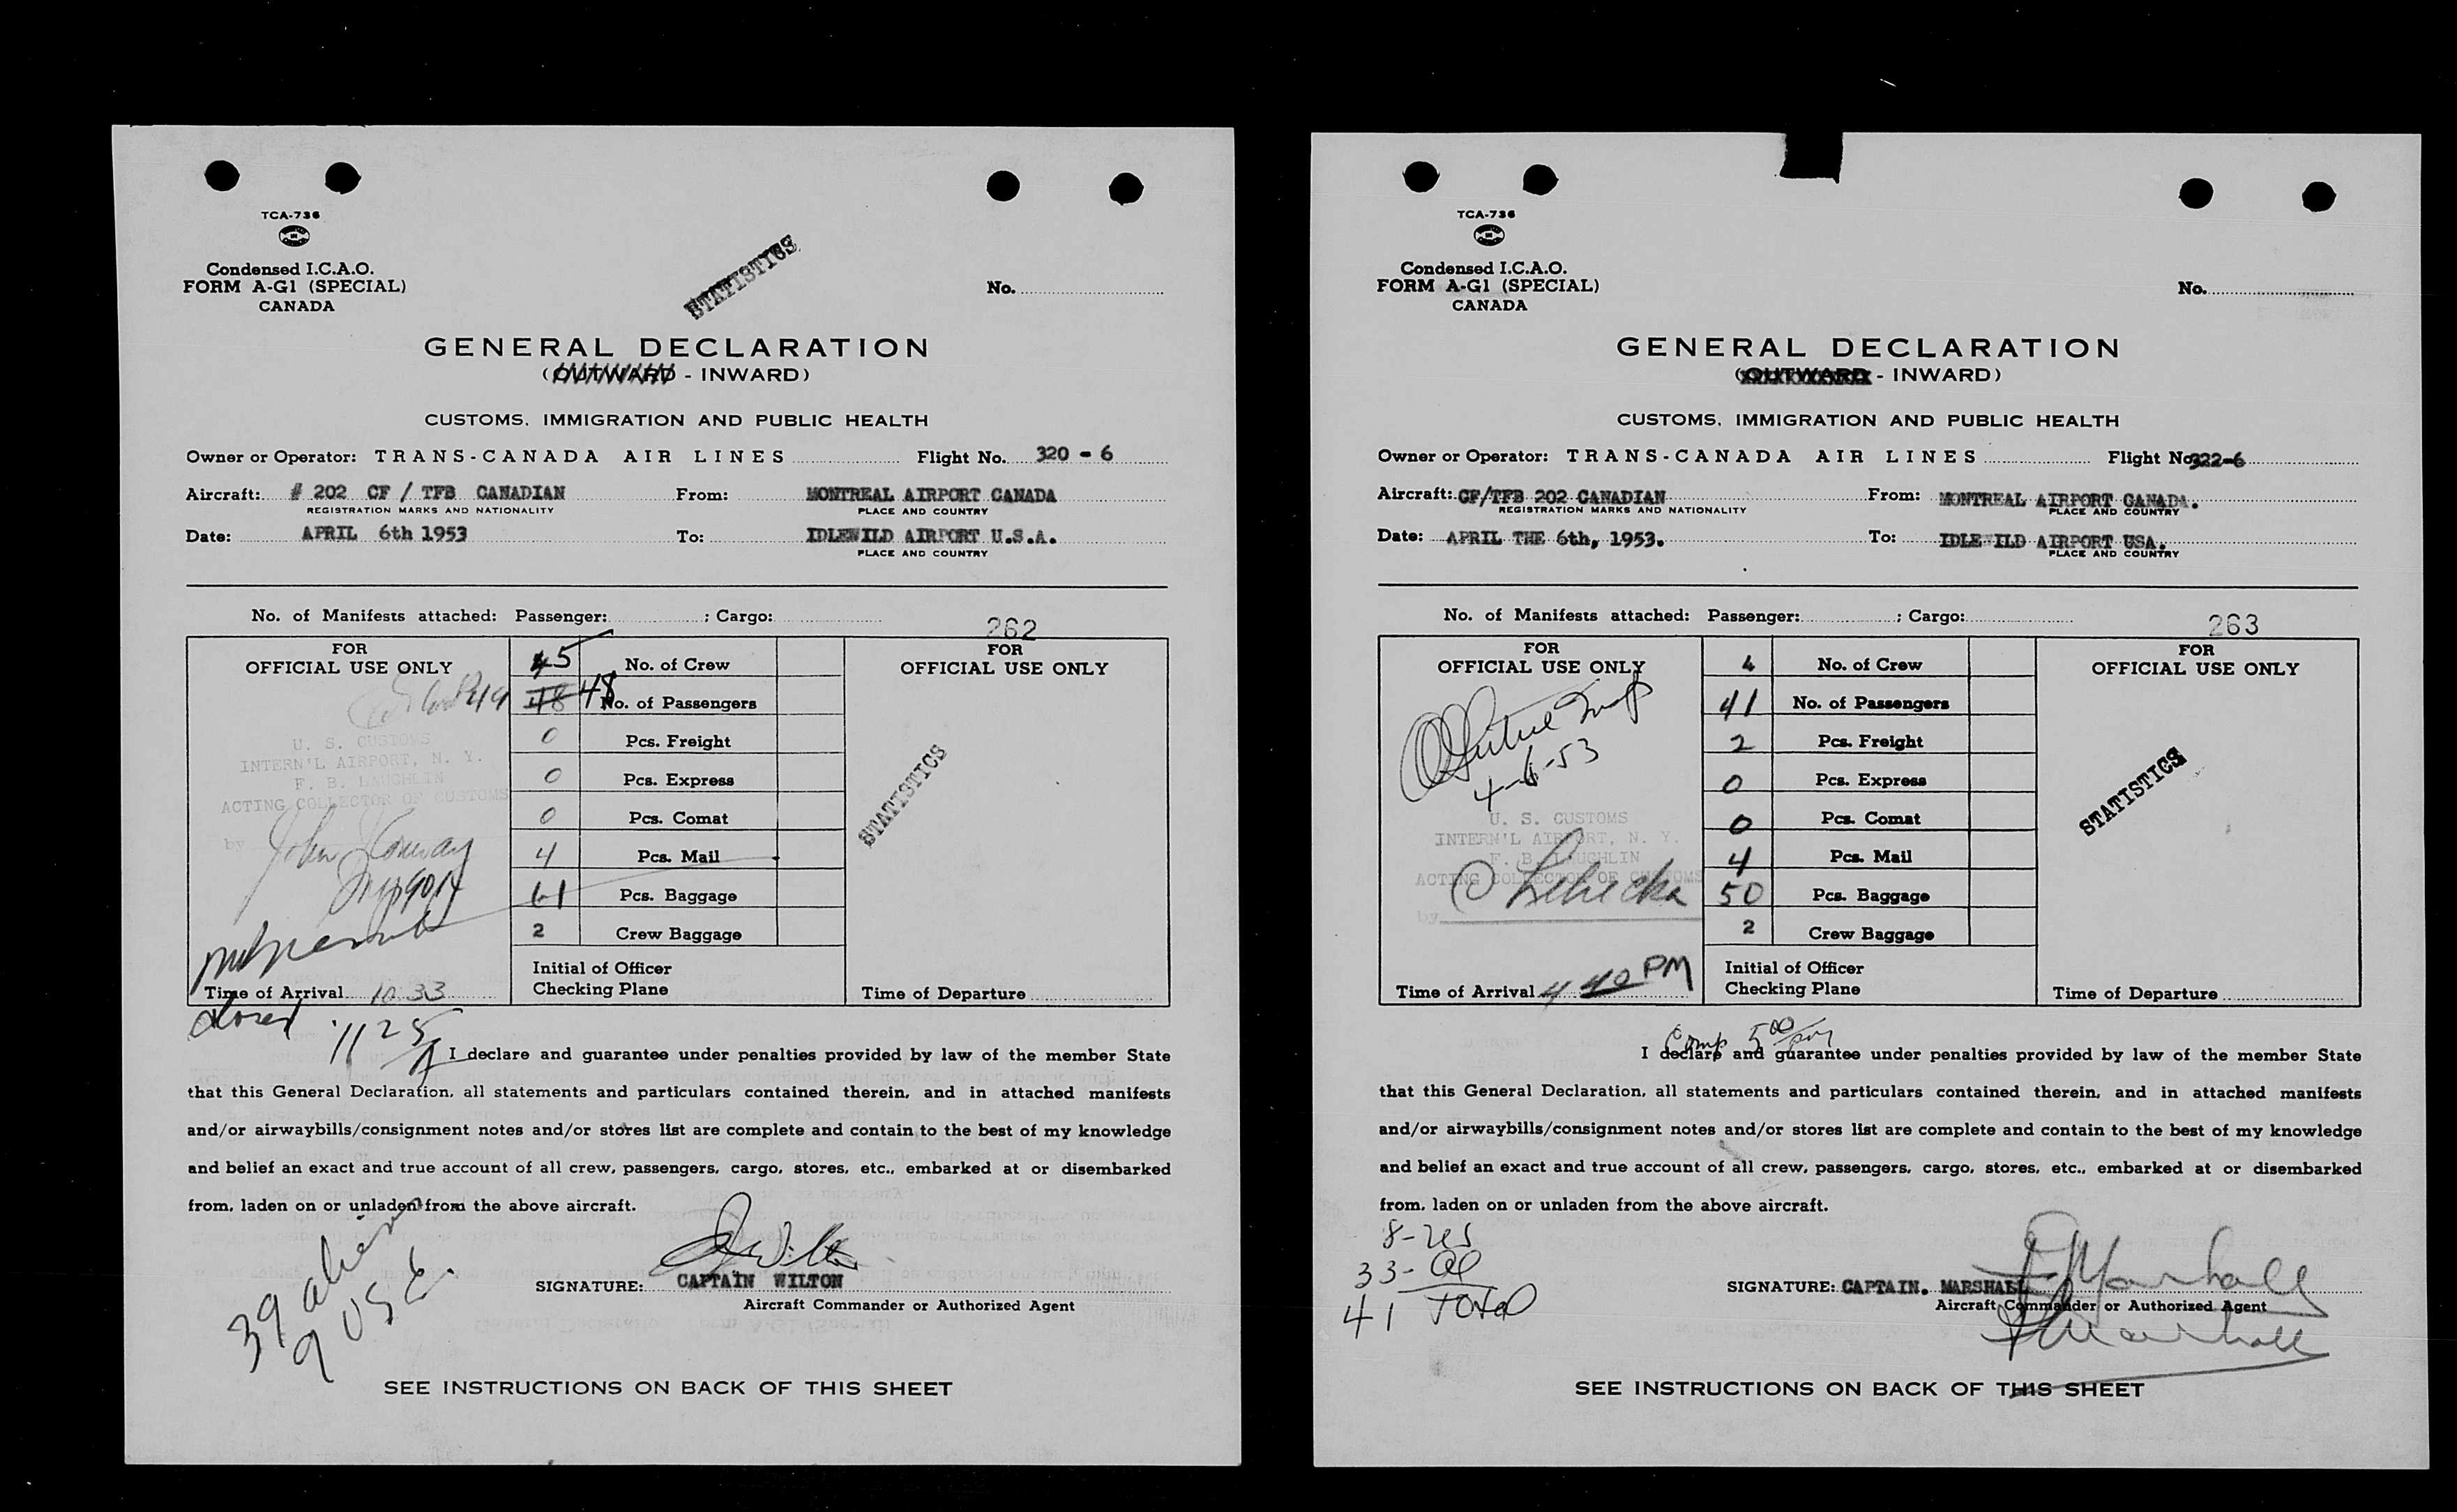 TCA-736
Condensed I.C.A.O.
FORM A-G1 (SPECIAL)
CANADA
STATISTICS
No.
GENERAL DECLARATION
(OUTWARD - INWARD)
CUSTOMS, IMMIGRATION AND PUBLIC HEALTH
Owner or Operator: TRANS-CANADA AIR LINES Flight No. 320 - 6
Aircraft: # 202 CF / TFB CANADIAN From: MONTREAL AIRPORT CANADA
REGISTRATION MARKS AND NATIONALITY PLACE AND COUNTRY
Date: APRIL 6th 1953 To: IDLEWILD AIRPORT U.S.A.
PLACE AND COUNTRY
No. of Manifests attached: Passenger: ; Cargo:
262
FOR
OFFICIAL USE ONLY
U. S. CUSTOMS
INTERN'L AIRPORT, N. Y.
F. B. LAUGHLIN
ACTING COLLECTOR OF CUSTOMS
by John J Conway
Time of Arrival 10 33
45 No. of Crew
48 48 No. of Passengers
0 Pcs. Freight
0 Pcs. Express
0 Pcs. Comat
4 Pcs. Mail
61 Pcs. Baggage
2 Crew Baggage
Initial of Officer
Checking Plane
FOR
OFFICIAL USE ONLY
STATISTICS
Time of Departure
closed 11 25 A
I declare and guarantee under penalties provided by law of the member State
that this General Declaration, all statements and particulars contained therein, and in attached manifests
and/or airwaybills/consignment notes and/or stores list are complete and contain to the best of my knowledge
and belief an exact and true account of all crew, passengers, cargo, stores, etc., embarked at or disembarked
from, laden on or unladen from the above aircraft.
39 aliens
9 USC.
SIGNATURE: CAPTAIN WILTON
Aircraft Commander or Authorized Agent
SEE INSTRUCTIONS ON BACK OF THIS SHEET
TCA-736
Condensed I.C.A.O.
FORM A-G1 (SPECIAL)
CANADA
No.
GENERAL DECLARATION
(OUTWARD - INWARD)
CUSTOMS, IMMIGRATION AND PUBLIC HEALTH
Owner or Operator: TRANS-CANADA AIR LINES Flight No. 322-6
Aircraft: CF/TFB 202 CANADIAN From: MONTREAL AIRPORT CANADA.
REGISTRATION MARKS AND NATIONALITY PLACE AND COUNTRY
Date: APRIL THE 6th, 1953. To: IDLEWILD AIRPORT USA.
PLACE AND COUNTRY
No. of Manifests attached: Passenger: ; Cargo:
263
FOR
OFFICIAL USE ONLY
4-6-53
U. S. CUSTOMS
INTERN'L AIRPORT, N. Y.
F. B. LAUGHLIN
ACTING COLLECTOR OF CUSTOMS
by
Time of Arrival 4 40 PM
4 No. of Crew
41 No. of Passengers
2 Pcs. Freight
0 Pcs. Express
0 Pcs. Comat
4 Pcs. Mail
50 Pcs. Baggage
2 Crew Baggage
Initial of Officer
Checking Plane
FOR
OFFICIAL USE ONLY
STATISTICS
Time of Departure
Comp 5 00 pm
I declare and guarantee under penalties provided by law of the member State
that this General Declaration, all statements and particulars contained therein, and in attached manifests
and/or airwaybills/consignment notes and/or stores list are complete and contain to the best of my knowledge
and belief an exact and true account of all crew, passengers, cargo, stores, etc., embarked at or disembarked
from, laden on or unladen from the above aircraft.
33-
41 Total
SIGNATURE: CAPTAIN. MARSHALL
Marshall
Aircraft Commander or Authorized Agent
Marshall
SEE INSTRUCTIONS ON BACK OF THIS SHEET